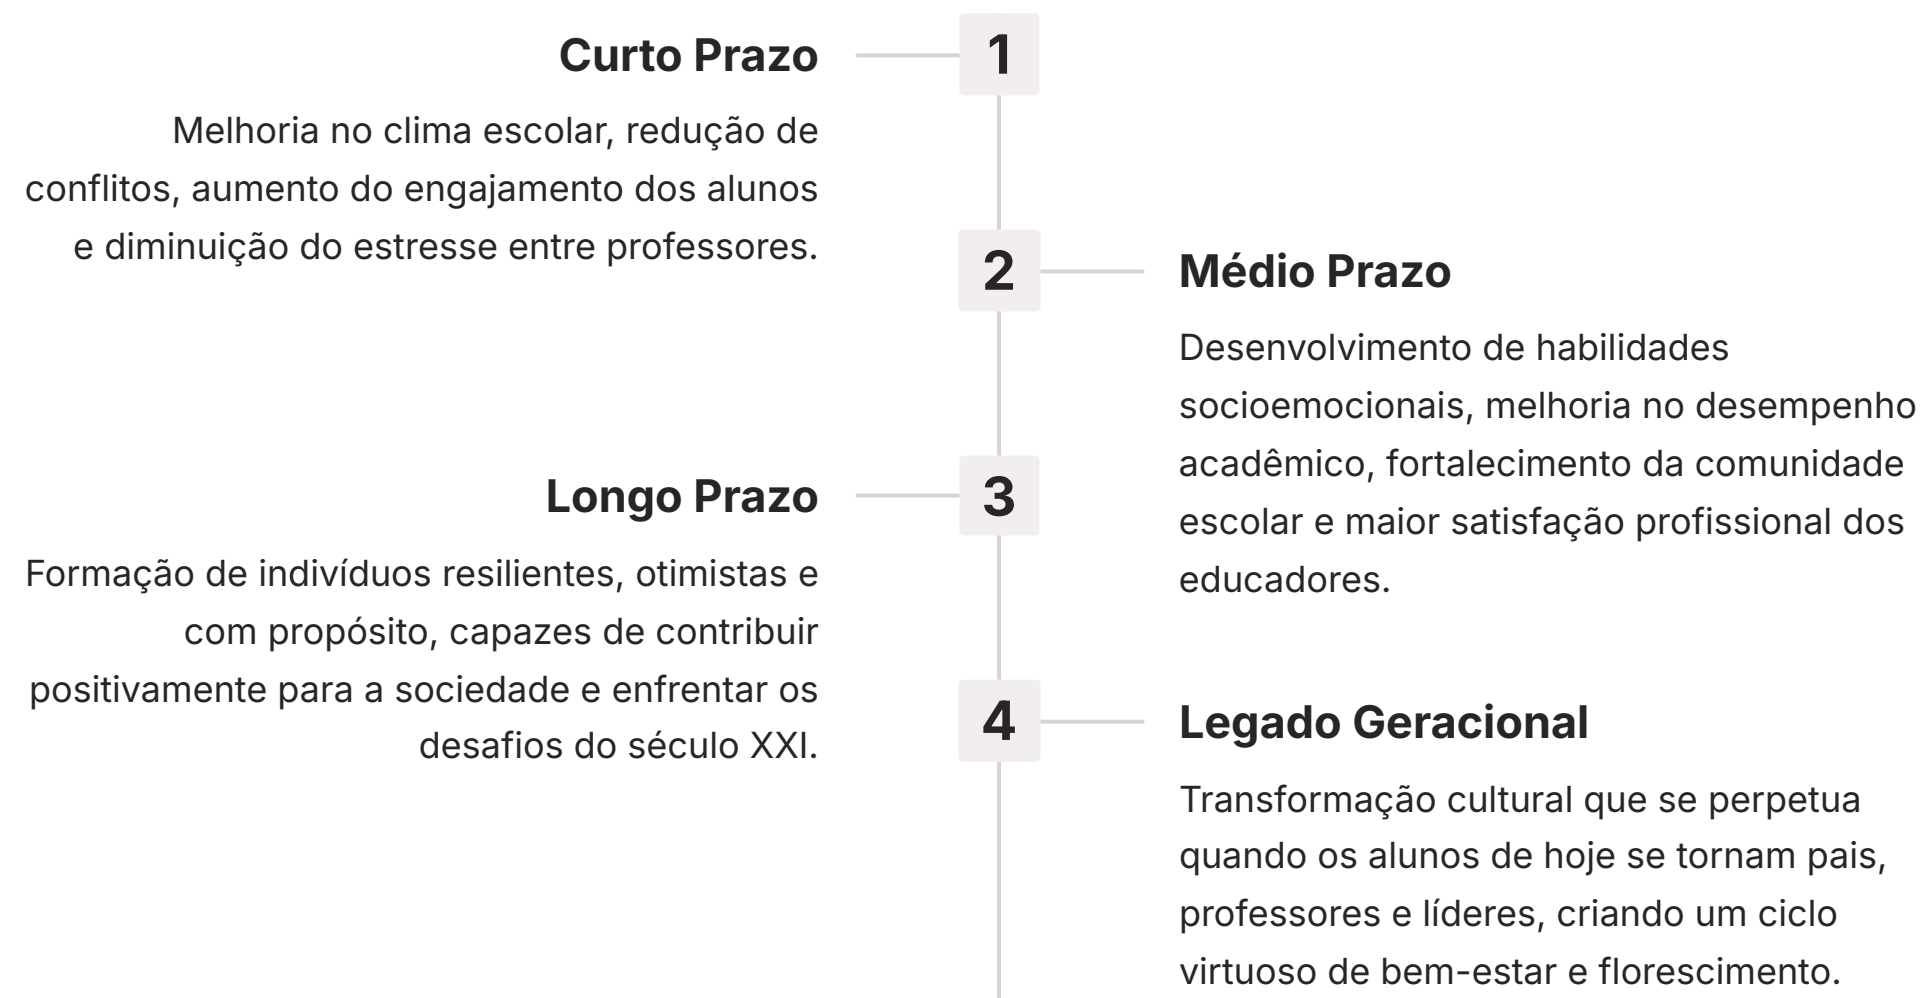 1
Curto Prazo
Melhoria no clima escolar, redução de
conflitos, aumento do engajamento dos alunos
e diminuição do estresse entre professores.
2
Médio Prazo
Desenvolvimento de habilidades
socioemocionais, melhoria no desempenho
acadêmico, fortalecimento da comunidade
escolar e maior satisfação profissional dos
educadores.
3
Longo Prazo
Formação de indivíduos resilientes, otimistas e
com propósito, capazes de contribuir
positivamente para a sociedade e enfrentar os
desafios do século XXI.
4
Legado Geracional
Transformação cultural que se perpetua
quando os alunos de hoje se tornam pais,
professores e líderes, criando um ciclo
virtuoso de bem-estar e florescimento.